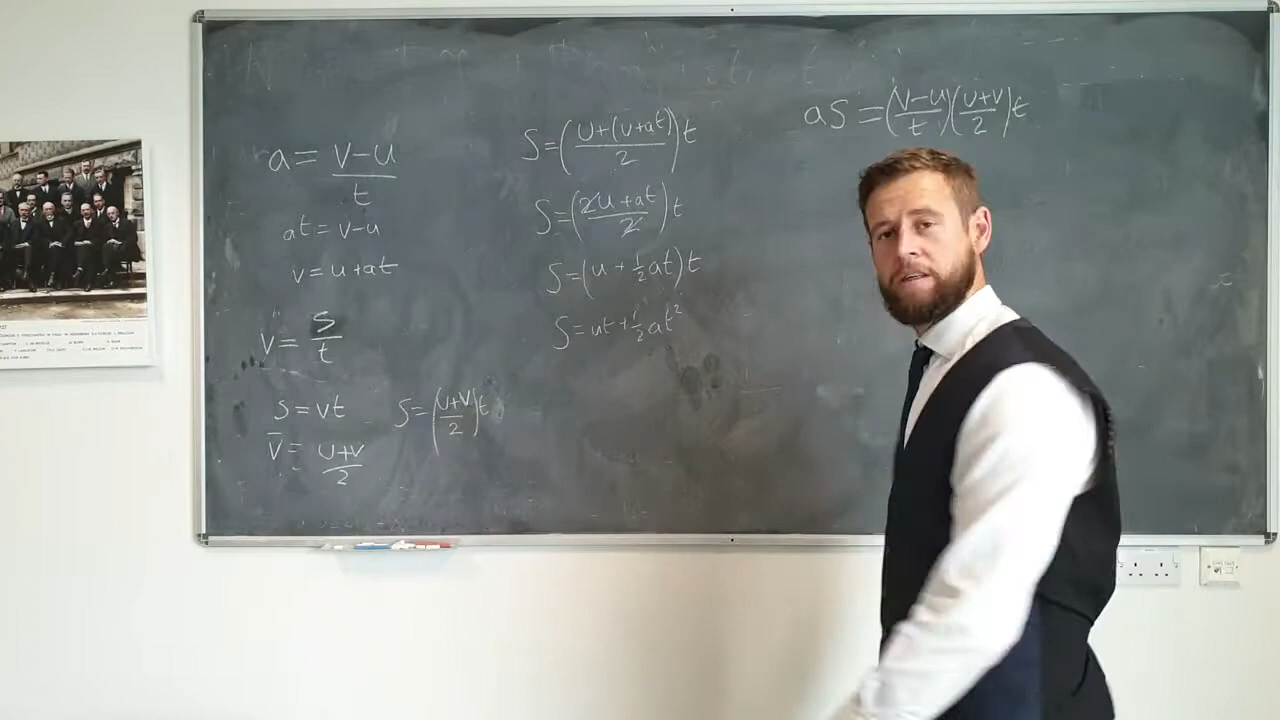 a = v-u/t
at = v-u
v = u+at
v = s/t
s = vt
v̄ = u+v/2
S = (u+v/2)t
S = (u+(u+at)/2)t
S = (2u+at/2)t
S = (u + ½at)t
S = ut + ½at²
aS = (v-u/t)(u+v/2)t